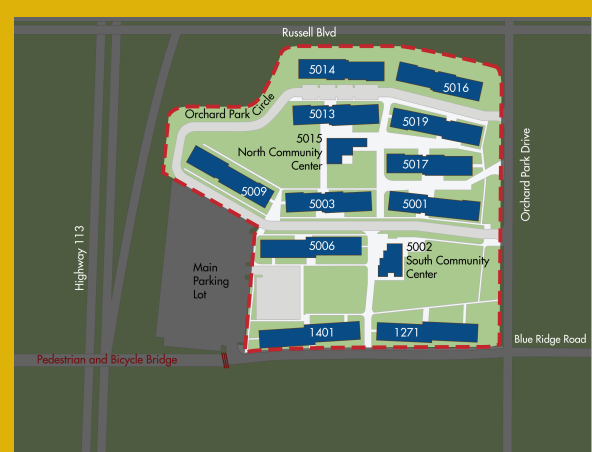 Russell Blvd
5014
5016
Orchard Park Circle
5013
5019
5015
North Community
Center
5017
Orchard Park Drive
5009
5003
5001
Highway 113
5006
5002
South Community
Center
Main
Parking
Lot
1401
1271
Blue Ridge Road
Pedestrian and Bicycle Bridge